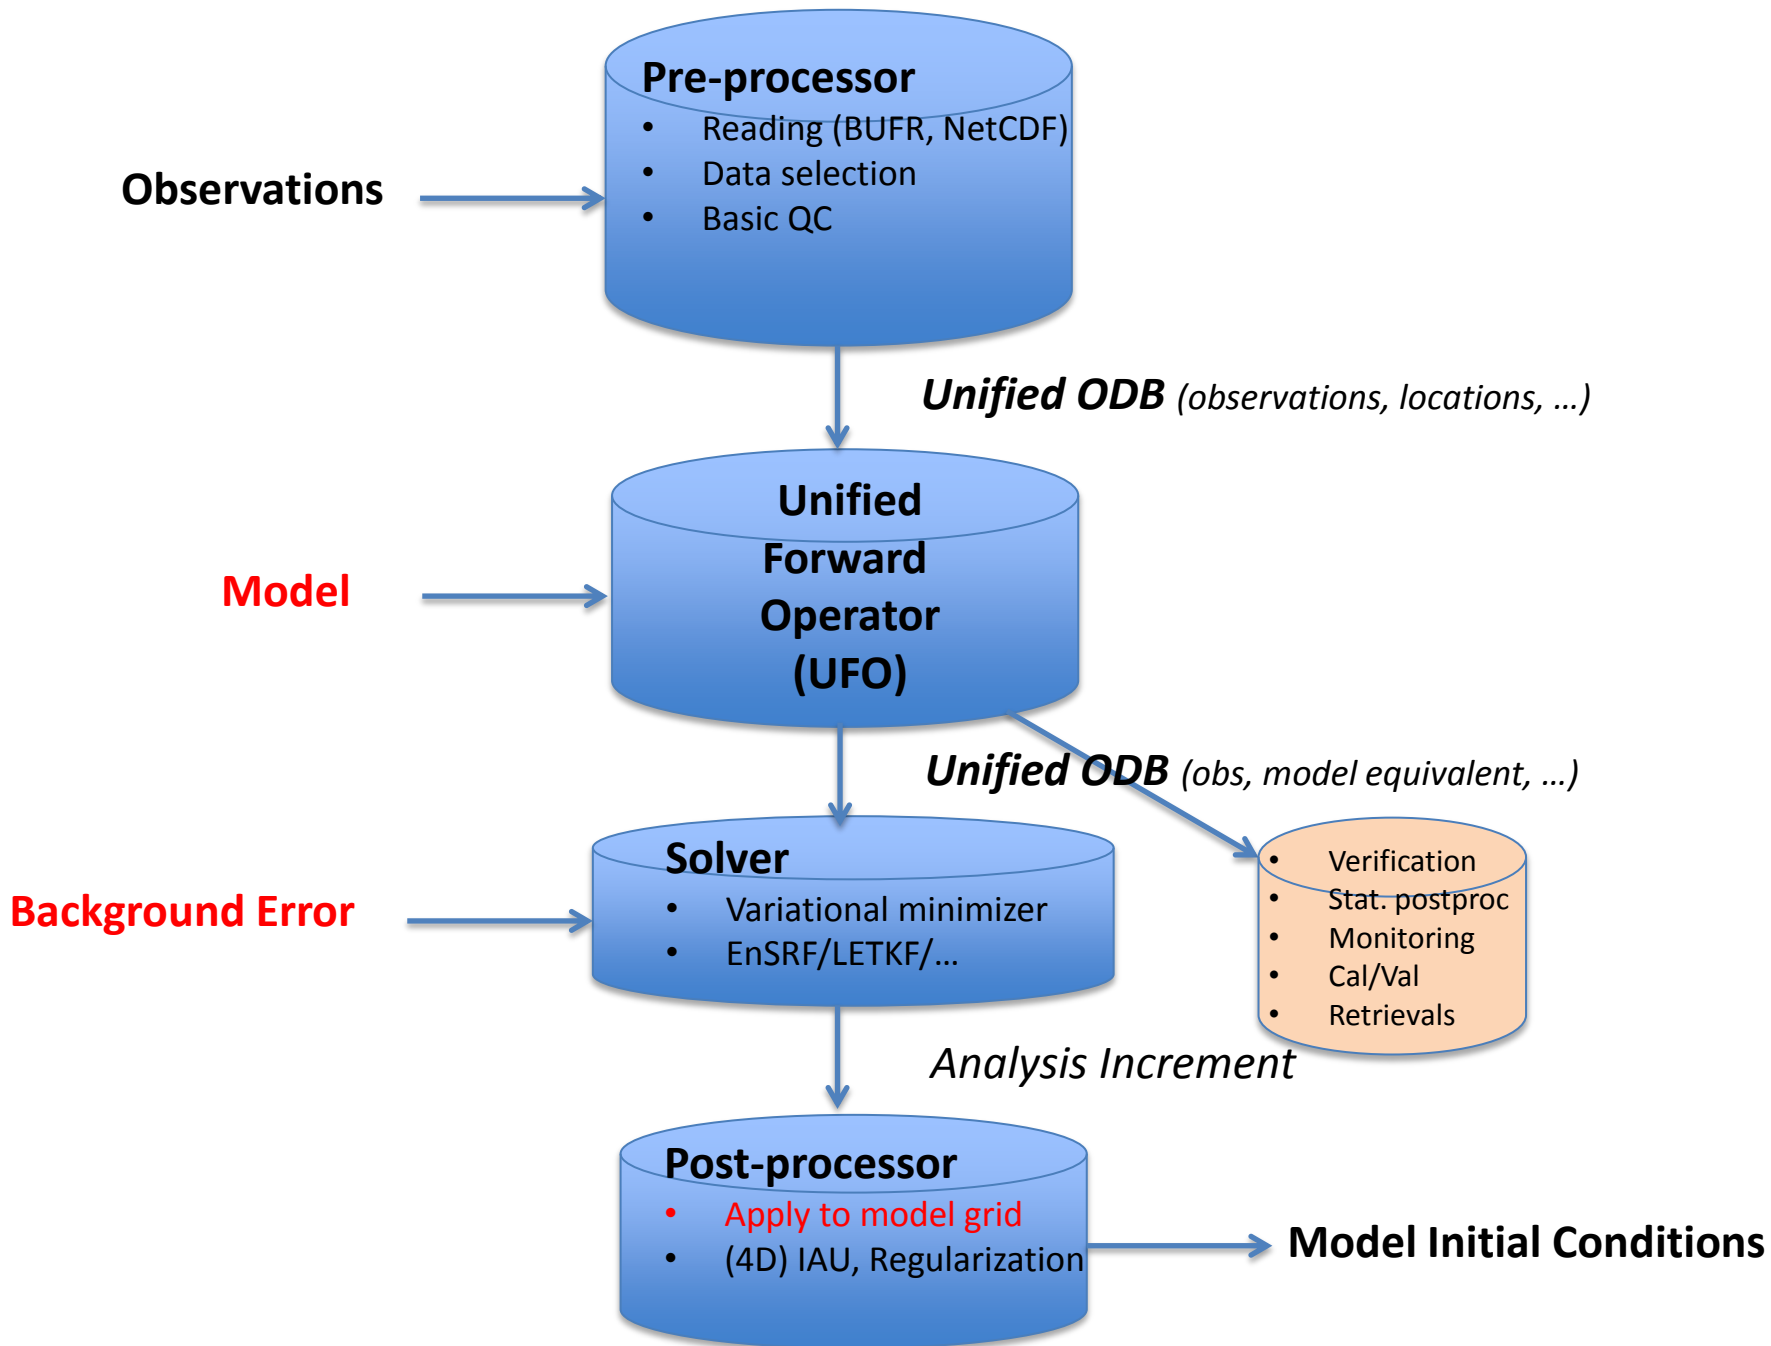 Pre-processor
• Reading (BUFR, NetCDF)
• Data selection
• Basic QC
Observations
Unified ODB (observations, locations, …)
Unified
Forward
Operator
(UFO)
Model
Unified ODB (obs, model equivalent, …)
Solver
• Variational minimizer
• EnSRF/LETKF/…
Background Error
• Verification
• Stat. postproc
• Monitoring
• Cal/Val
• Retrievals
Analysis Increment
Post-processor
• Apply to model grid
• (4D) IAU, Regularization
Model Initial Conditions